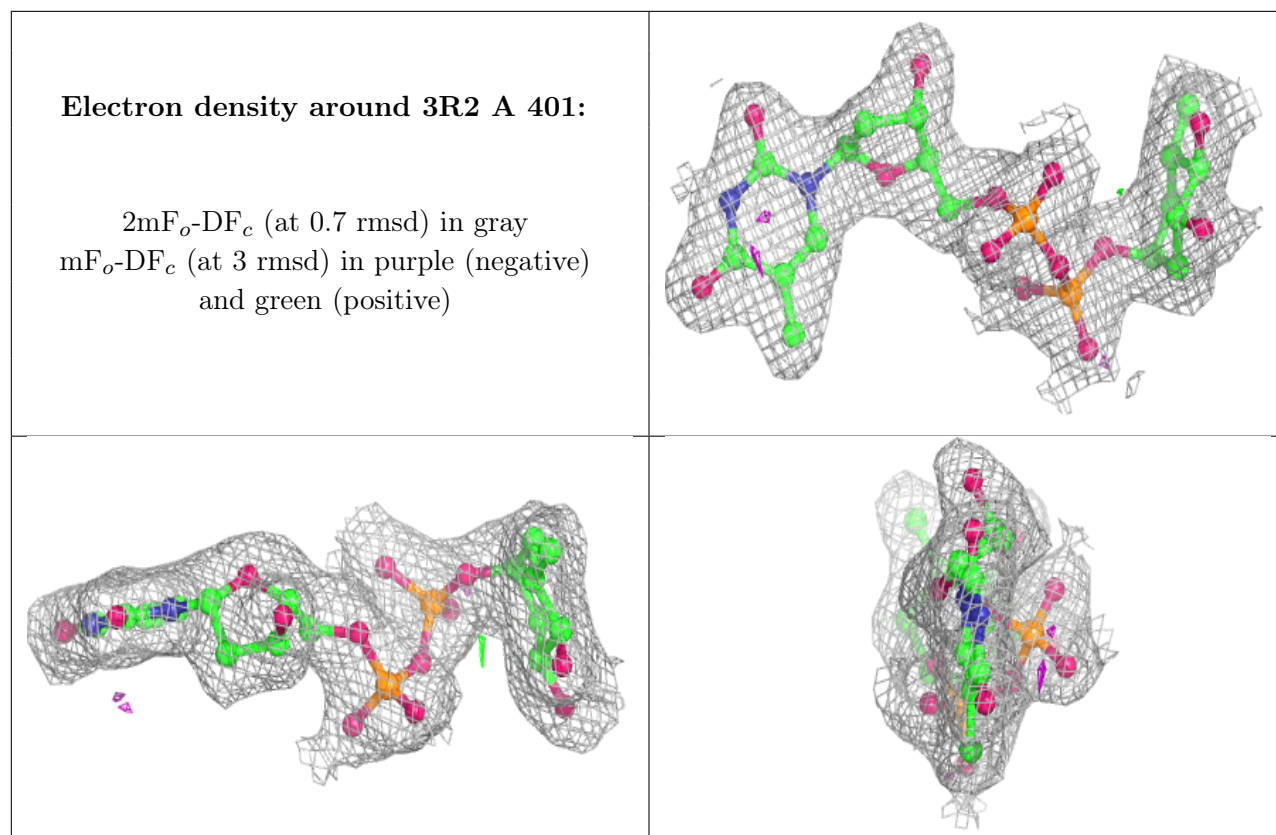 Electron density around 3R2 A 401:
2mFo-DFc (at 0.7 rmsd) in gray
mFo-DFc (at 3 rmsd) in purple (negative)
and green (positive)